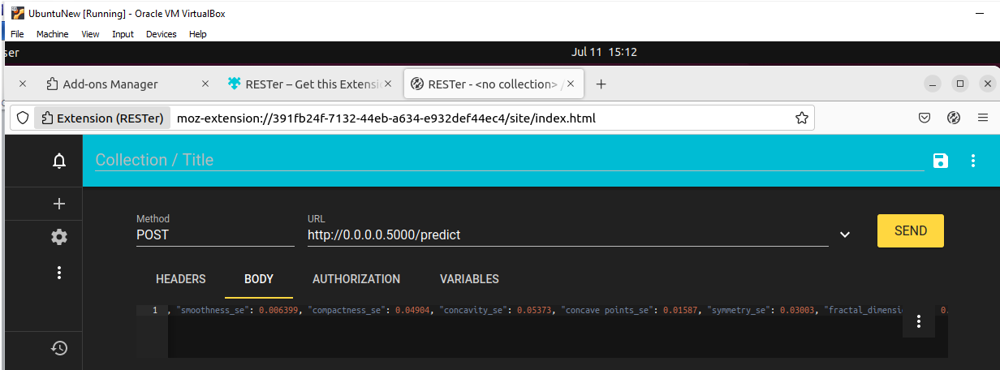 UbuntuNew [Running] - Oracle VM VirtualBox
File Machine View Input Devices Help
ser Jul 11 15:12
Add-ons Manager RESTer – Get this Extensi RESTer - <no collection> /
Extension (RESTer) moz-extension://391fb24f-7132-44eb-a634-e932def44ec4/site/index.html
Collection / Title
Method URL
POST http://0.0.0.0.5000/predict SEND
HEADERS BODY AUTHORIZATION VARIABLES
1 , "smoothness_se": 0.006399, "compactness_se": 0.04904, "concavity_se": 0.05373, "concave points_se": 0.01587, "symmetry_se": 0.03003, "fractal_dimensi 0.